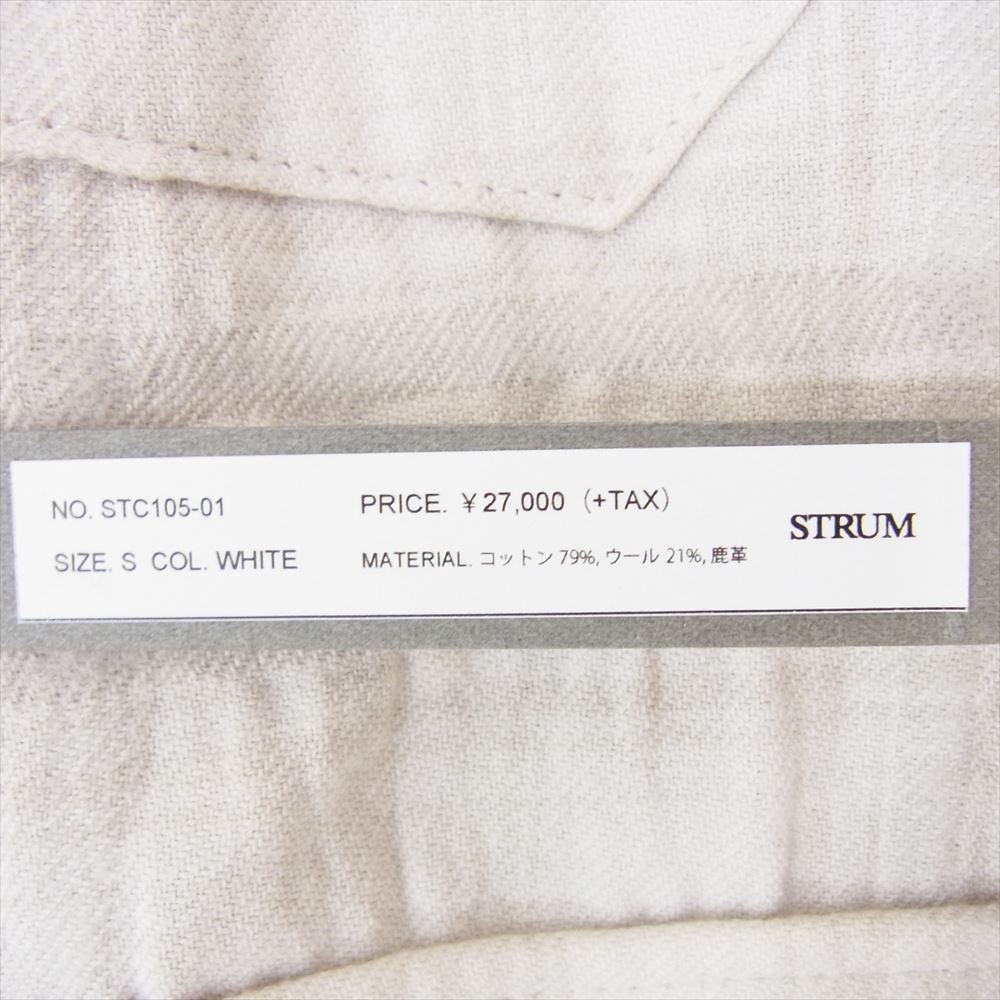 NO. STC105-01
SIZE. S COL. WHITE
PRICE. ¥27,000 (+TAX)
MATERIAL. コットン 79%, ウール 21%, 鹿革
STRUM